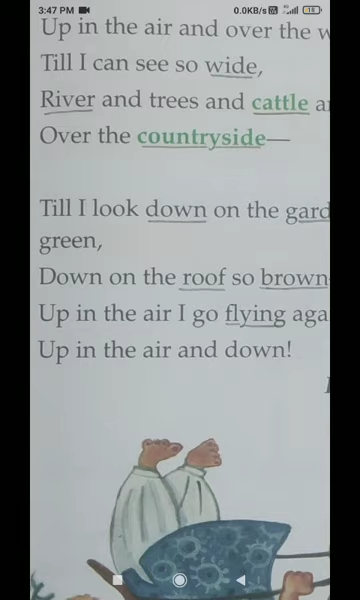 3:47 PM 0.0KB/s 18
Up in the air and over the
Till I can see so wide,
River and trees and cattle
Over the countryside—
Till I look down on the
green,
Down on the roof so brown
Up in the air I go flying
Up in the air and down!